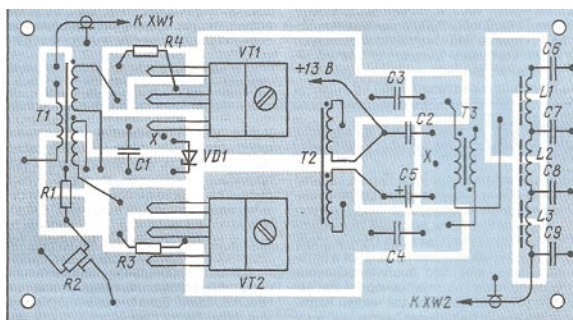 К XW1
R4
VT1
+13 В
C6
C3
L1
T1
C2
T3
X
C7
C1
VD1
T2
X
L2
R1
C5
+
C8
L3
R3
C4
C9
R2
VT2
К XW2